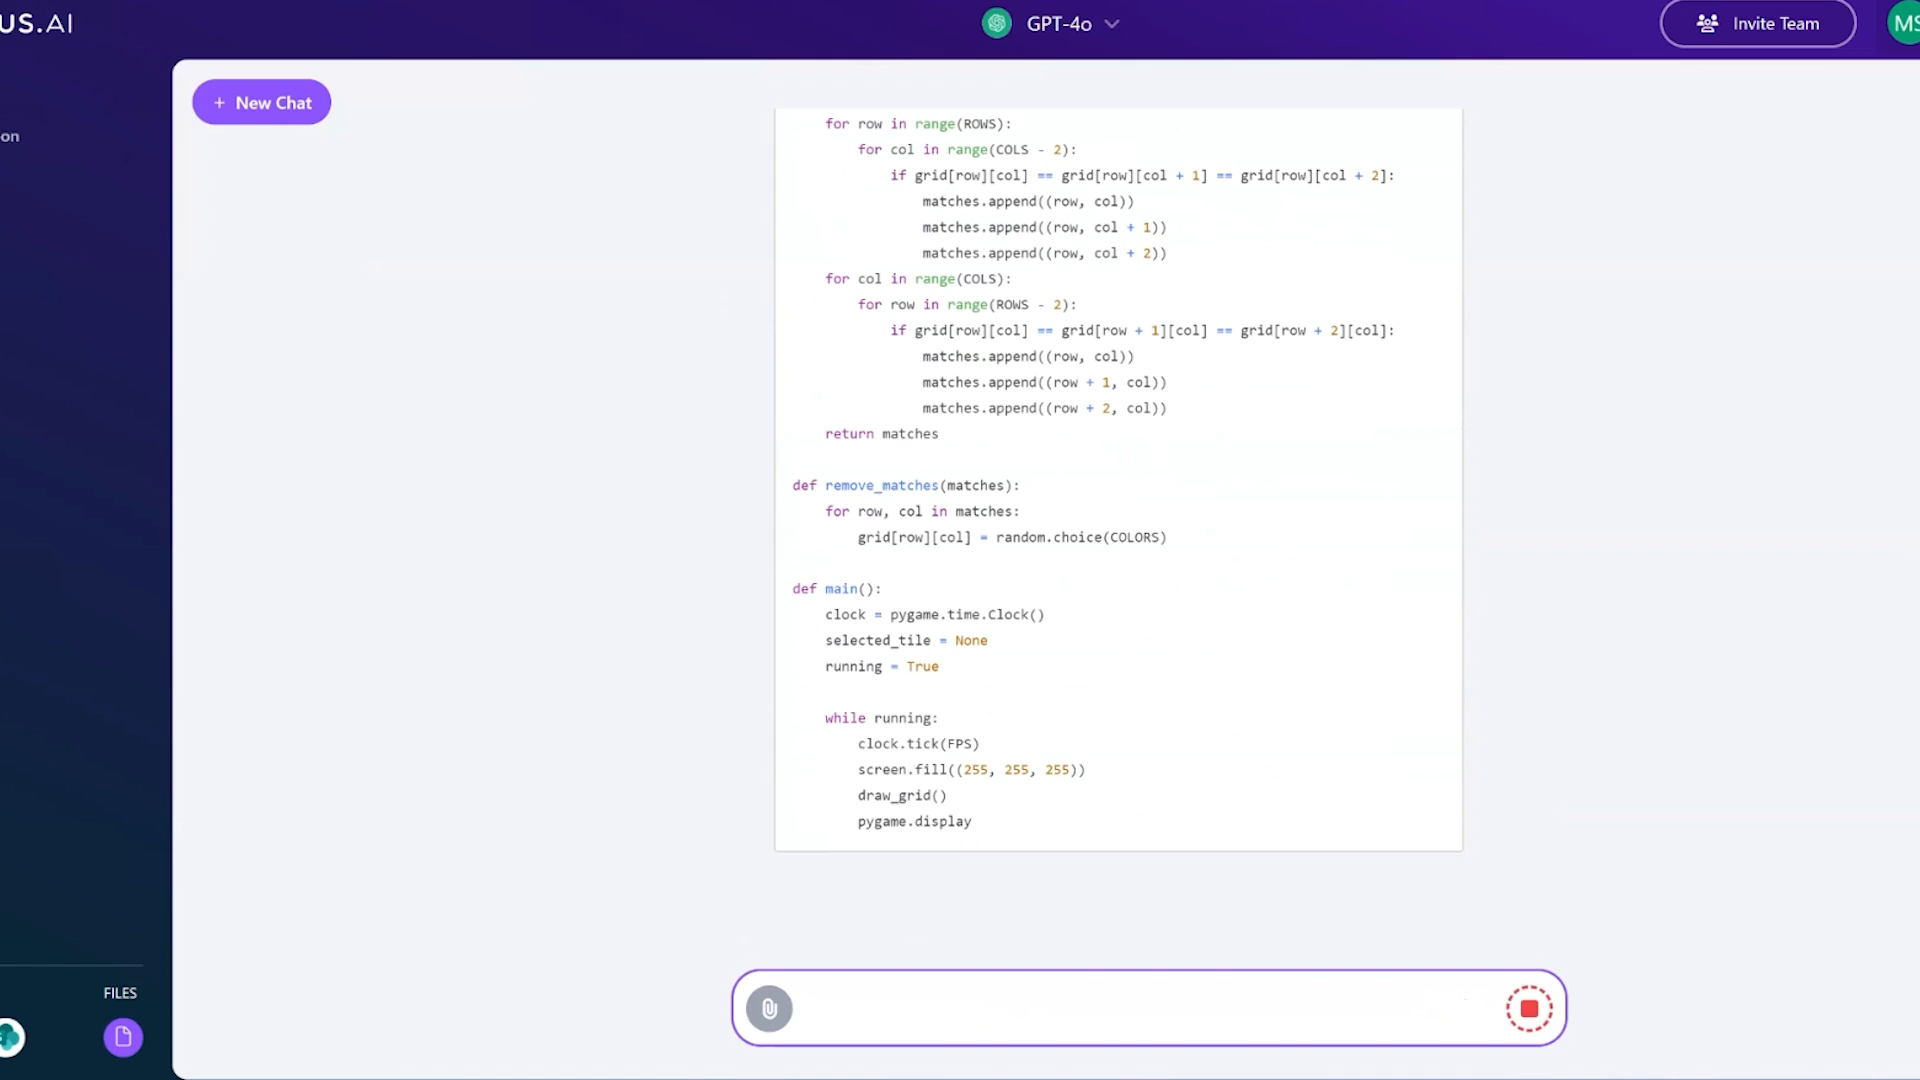 US.AI
GPT-4o
Invite Team
MS
+ New Chat
on
for row in range(ROWS):
for col in range(COLS - 2):
if grid[row][col] == grid[row][col + 1] == grid[row][col + 2]:
matches.append((row, col))
matches.append((row, col + 1))
matches.append((row, col + 2))
for col in range(COLS):
for row in range(ROWS - 2):
if grid[row][col] == grid[row + 1][col] == grid[row + 2][col]:
matches.append((row, col))
matches.append((row + 1, col))
matches.append((row + 2, col))
return matches
def remove_matches(matches):
for row, col in matches:
grid[row][col] = random.choice(COLORS)
def main():
clock = pygame.time.Clock()
selected_tile = None
running = True
while running:
clock.tick(FPS)
screen.fill((255, 255, 255))
draw_grid()
pygame.display
FILES